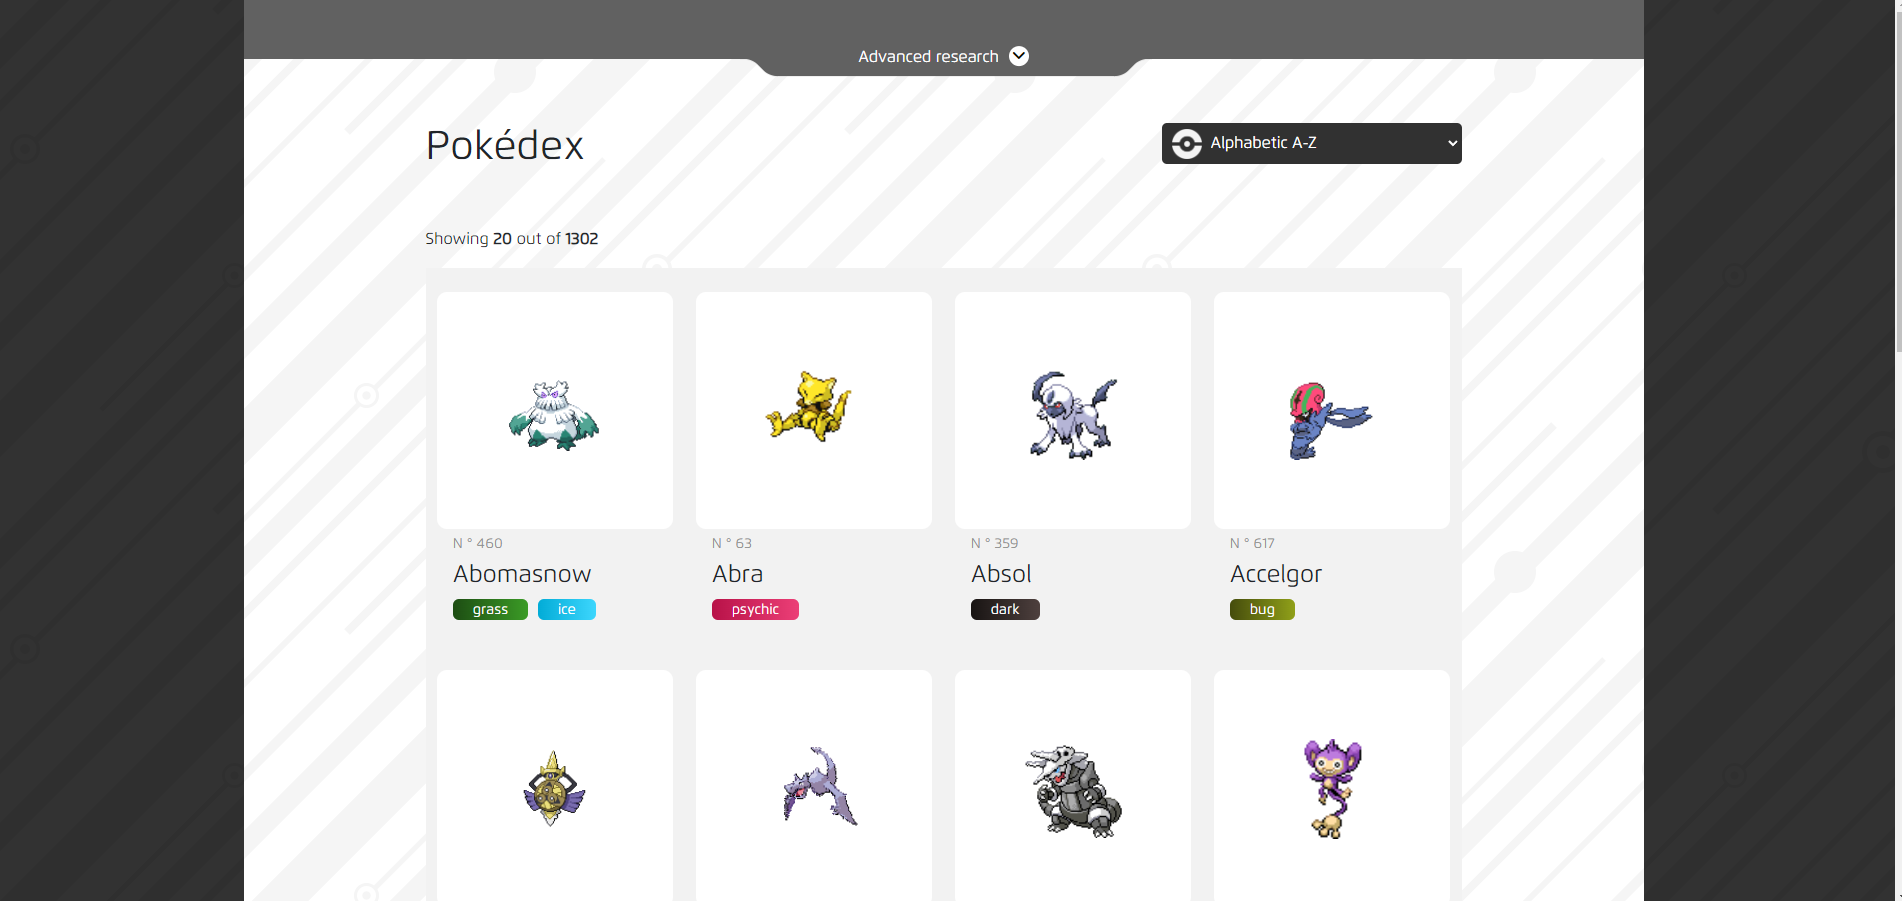 Advanced research
Pokédex
Alphabetic A-Z
Showing 20 out of 1302
N ° 460
Abomasnow
grass ice
N ° 63
Abra
psychic
N ° 359
Absol
dark
N ° 617
Accelgor
bug